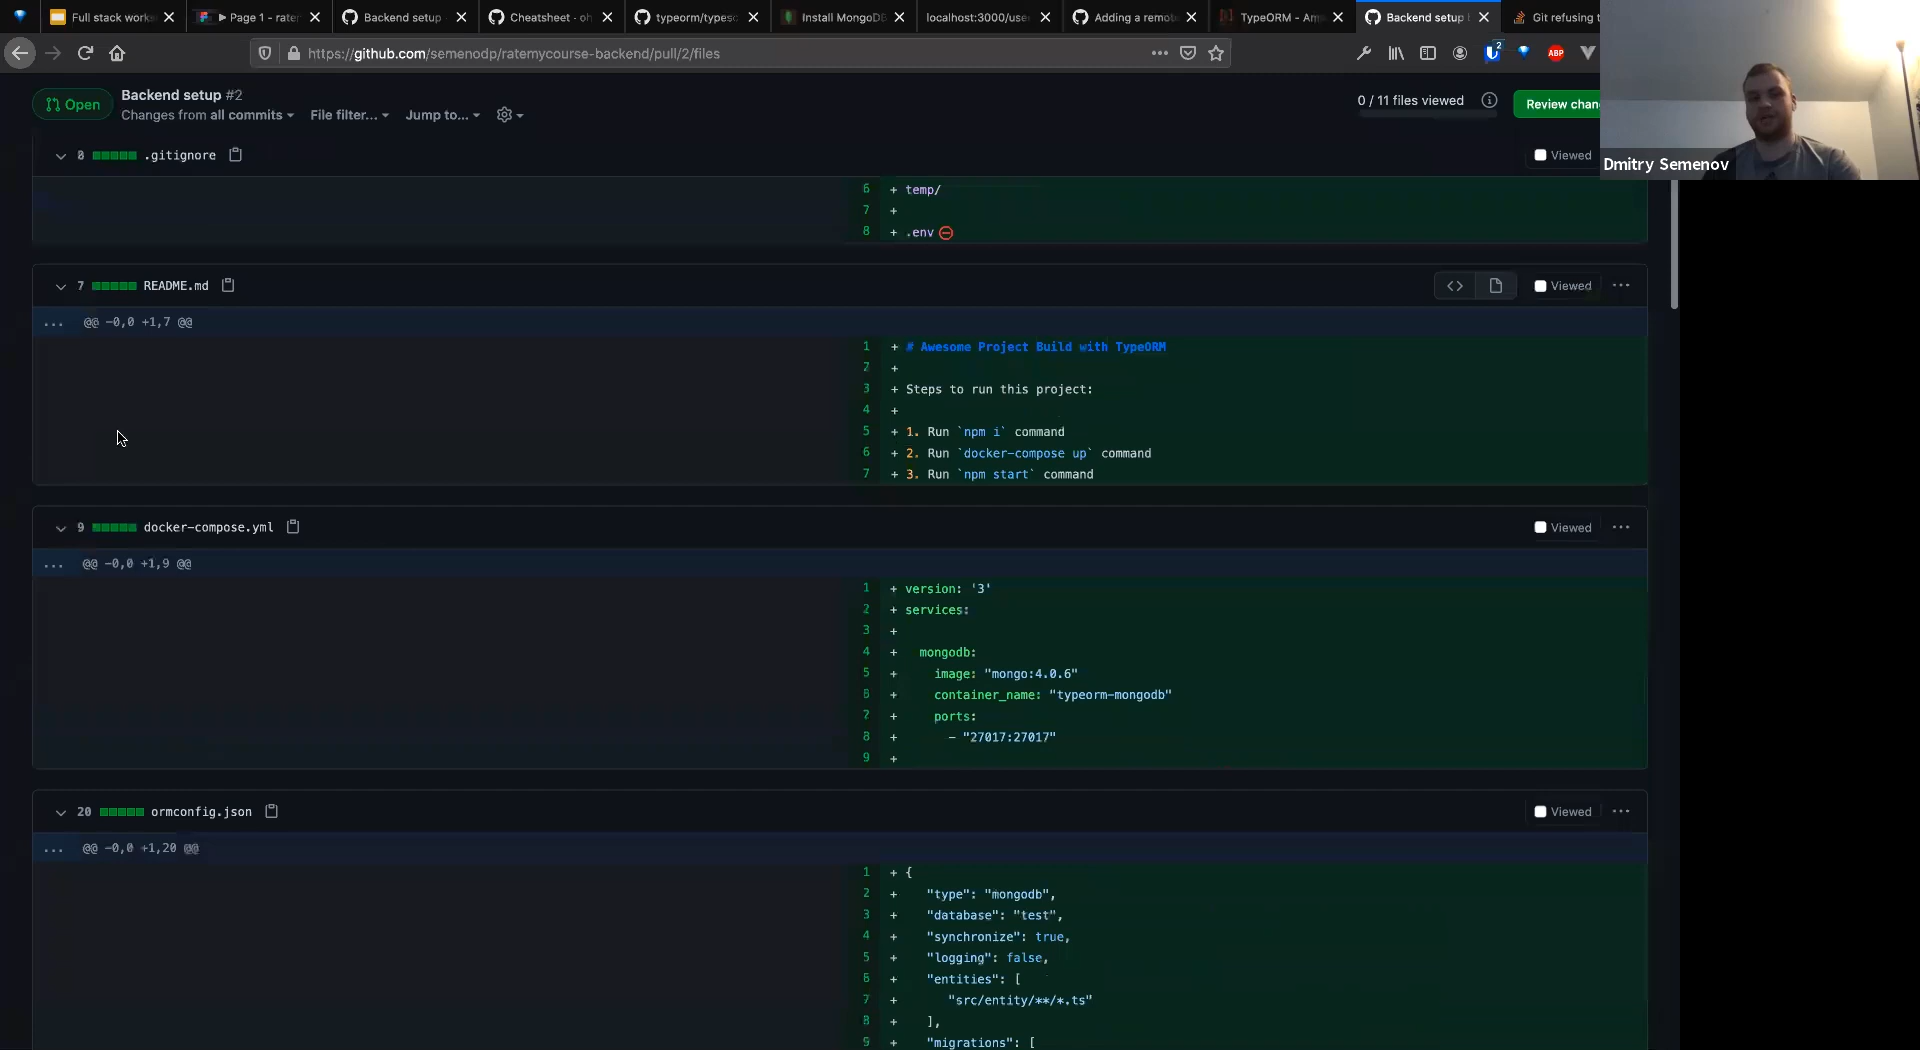 Full stack works
Page 1 - rater
Backend setup
Cheatsheet - oh
typeorm/typesc
Install MongoDB
localhost:3000/use
Adding a remot
TypeORM - Am
Backend setup
Git refusing t
https://github.com/semenodp/ratemycourse-backend/pull/2/files
2
ABP
Open
Backend setup #2
Changes from all commits
File filter...
Jump to...
0 / 11 files viewed
Review chan
Dmitry Semenov
8 .gitignore
Viewed
6 + temp/
7 +
8 + .env
7 README.md
Viewed
@@ -0,0 +1,7 @@
1 + # Awesome Project Build with TypeORM
2 +
3 + Steps to run this project:
4 +
5 + 1. Run `npm i` command
6 + 2. Run `docker-compose up` command
7 + 3. Run `npm start` command
9 docker-compose.yml
Viewed
@@ -0,0 +1,9 @@
1 + version: '3'
2 + services:
3 +
4 + mongodb:
5 + image: "mongo:4.0.6"
6 + container_name: "typeorm-mongodb"
7 + ports:
8 + - "27017:27017"
9 +
20 ormconfig.json
Viewed
@@ -0,0 +1,20 @@
1 + {
2 + "type": "mongodb",
3 + "database": "test",
4 + "synchronize": true,
5 + "logging": false,
6 + "entities": [
7 + "src/entity/**/*.ts"
8 + ],
9 + "migrations": [